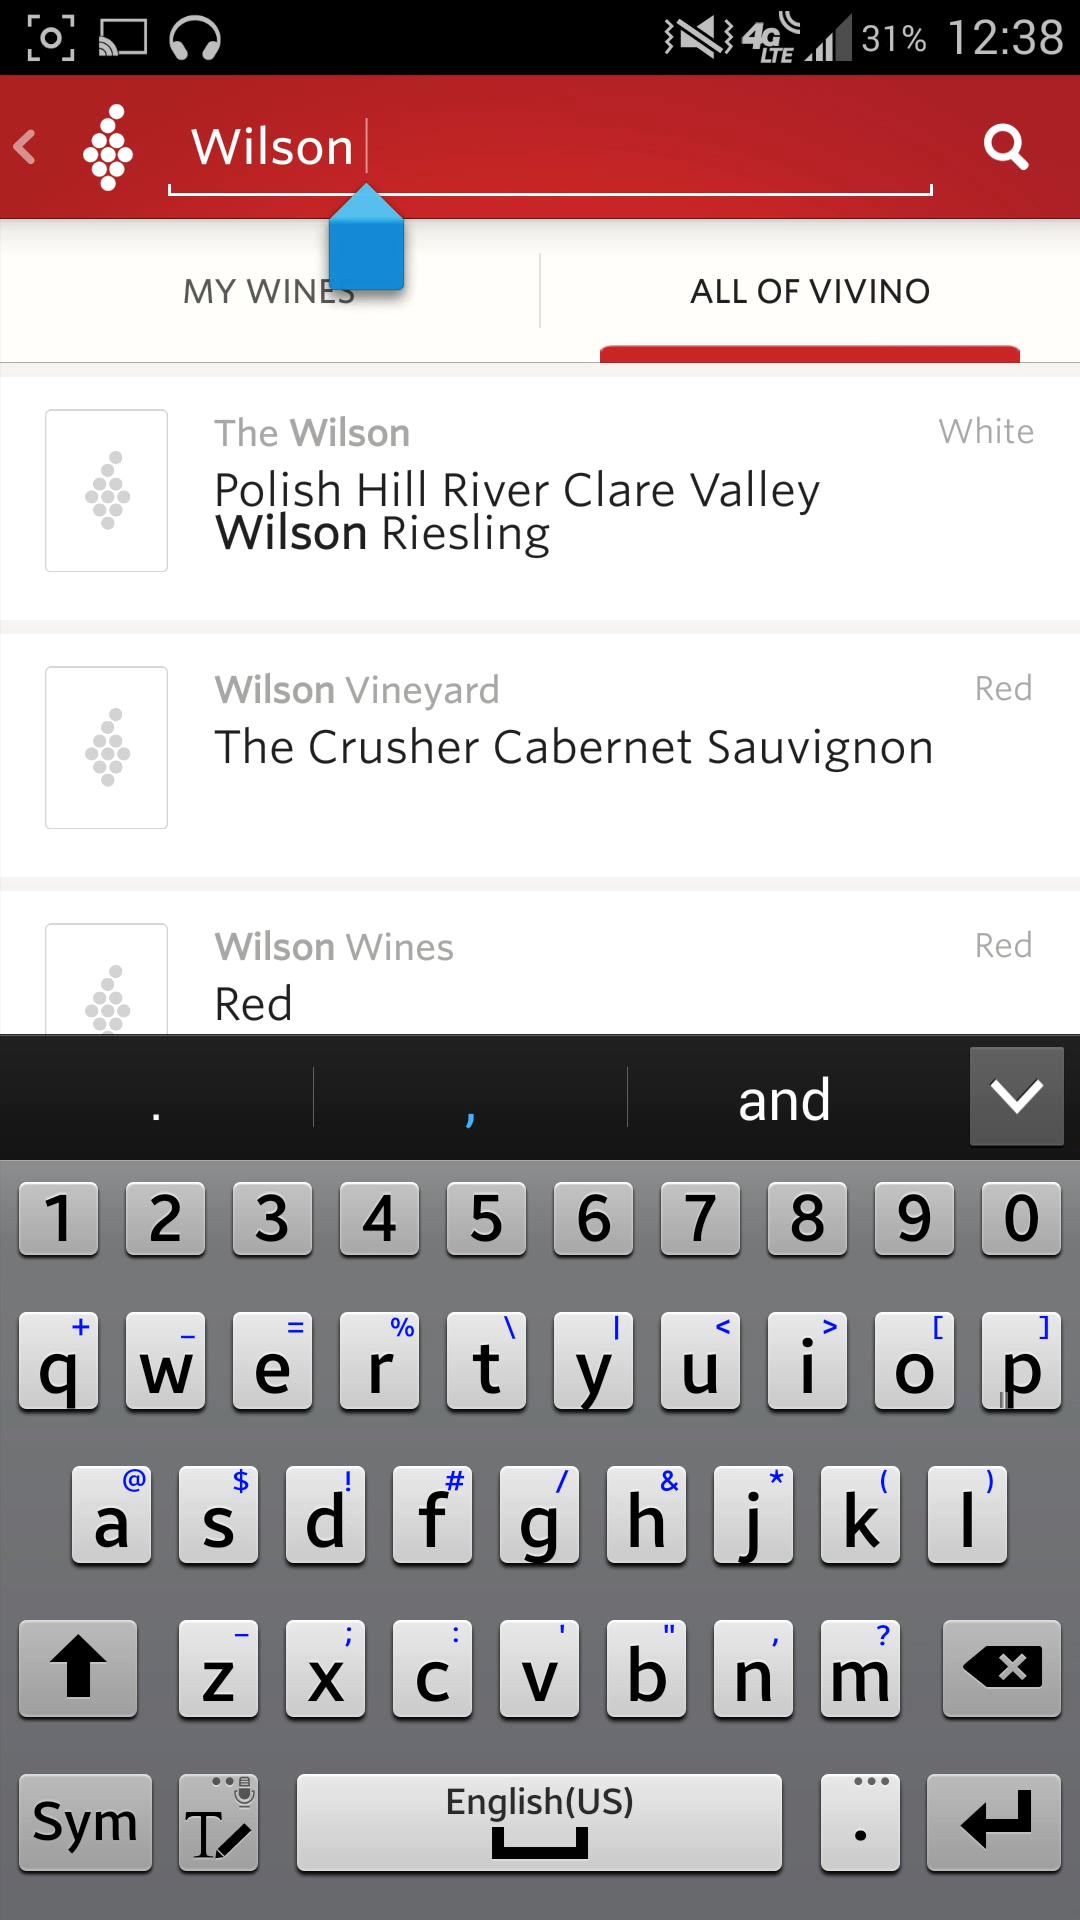 4G LTE 31% 12:38
Wilson
MY WINES
ALL OF VIVINO
The Wilson
White
Polish Hill River Clare Valley
Wilson Riesling
Wilson Vineyard
Red
The Crusher Cabernet Sauvignon
Wilson Wines
Red
Red
. , and
1 2 3 4 5 6 7 8 9 0
+ _ = % \ | < > [ ]
q w e r t y u i o p
@ $ ! # / & * ( )
a s d f g h j k l
– ; : ' " , ?
z x c v b n m
Sym T English(US) .